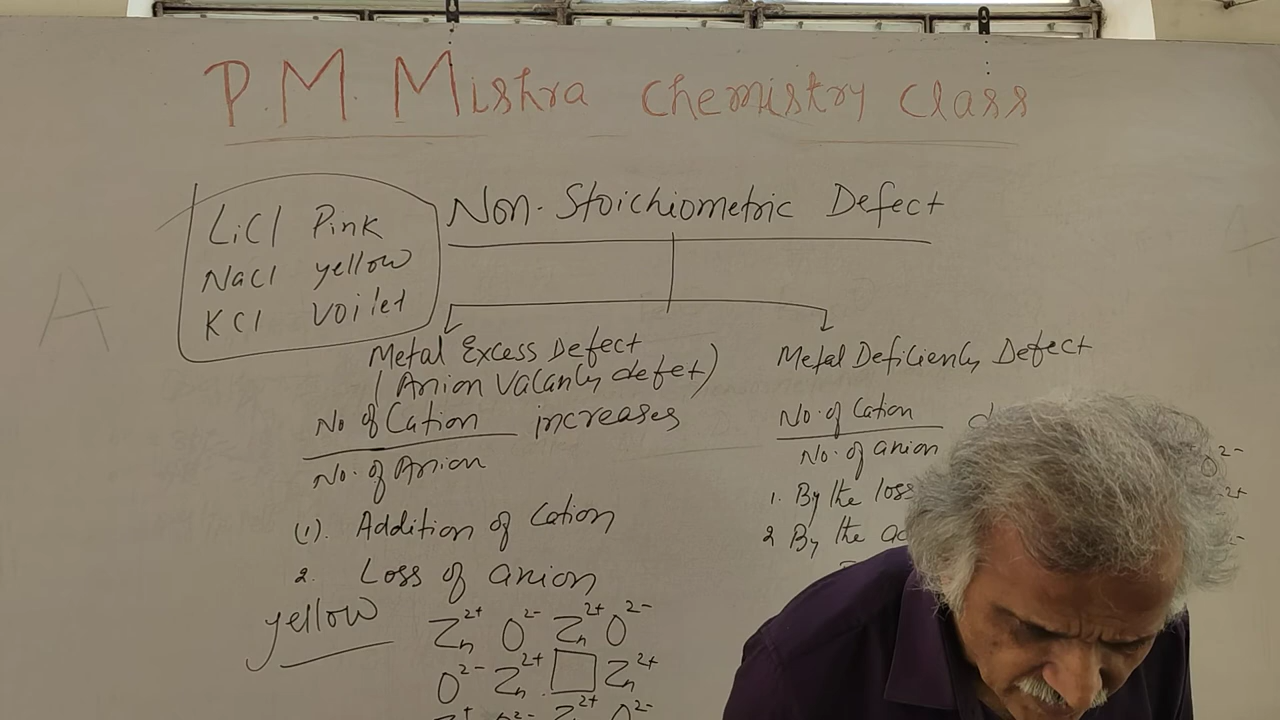 P.M. Mishra Chemistry Class
Non-Stoichiometric Defect
LiCl Pink
NaCl yellow
KCl Voilet
Metal Excess Defect
(Anion Valancy defet)
No of Cation increases
No. of Anion
(1). Addition of Cation
2. Loss of anion
yellow
Zn2+ O2- Zn2+ O2-
O2- Zn2+ Zn2+
Metal Deficiency Defect
No. of Cation
No. of anion
1. By the loss
2 By the
O2-
A